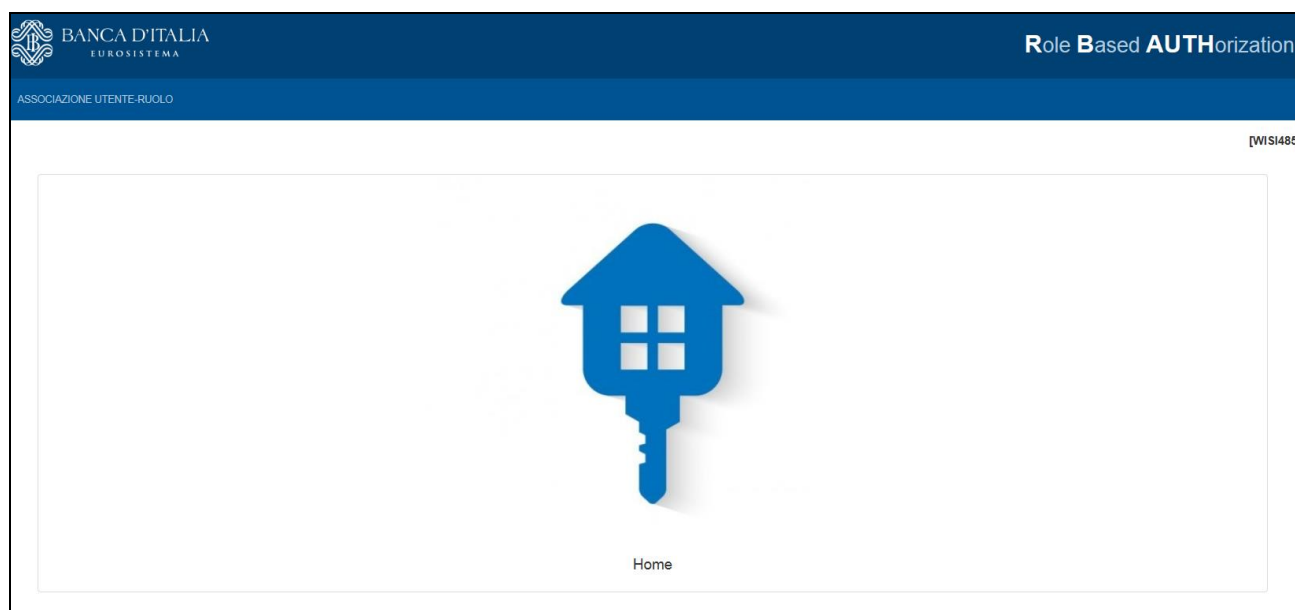 BANCA D'ITALIA
EUROSISTEMA
Role Based AUTHorization
ASSOCIAZIONE UTENTE-RUOLO
[WISI485
Home